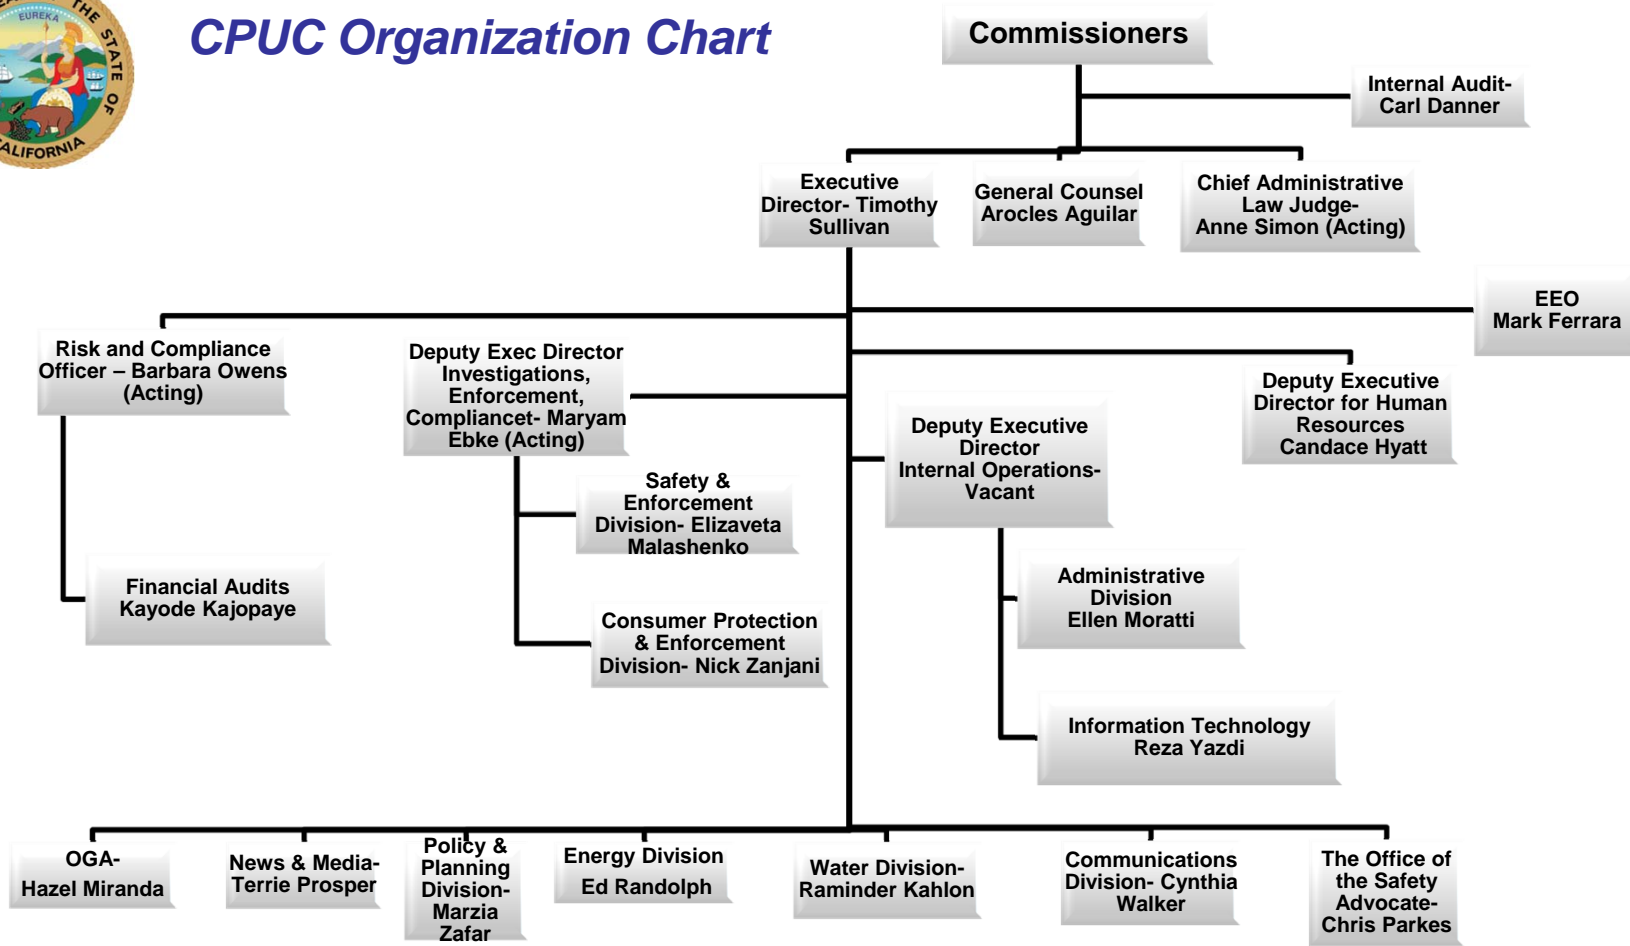 EUREKA
THE
STATE OF
CALIFORNIA
CPUC Organization Chart
Commissioners
Internal Audit-
Carl Danner
Executive
Director- Timothy
Sullivan
General Counsel
Arocles Aguilar
Chief Administrative
Law Judge-
Anne Simon (Acting)
EEO
Mark Ferrara
Risk and Compliance
Officer – Barbara Owens
(Acting)
Deputy Exec Director
Investigations,
Enforcement,
Compliancet- Maryam
Ebke (Acting)
Deputy Executive
Director for Human
Resources
Candace Hyatt
Deputy Executive
Director
Internal Operations-
Vacant
Safety &
Enforcement
Division- Elizaveta
Malashenko
Financial Audits
Kayode Kajopaye
Administrative
Division
Ellen Moratti
Consumer Protection
& Enforcement
Division- Nick Zanjani
Information Technology
Reza Yazdi
OGA-
Hazel Miranda
News & Media-
Terrie Prosper
Policy &
Planning
Division-
Marzia
Zafar
Energy Division
Ed Randolph
Water Division-
Raminder Kahlon
Communications
Division- Cynthia
Walker
The Office of
the Safety
Advocate-
Chris Parkes